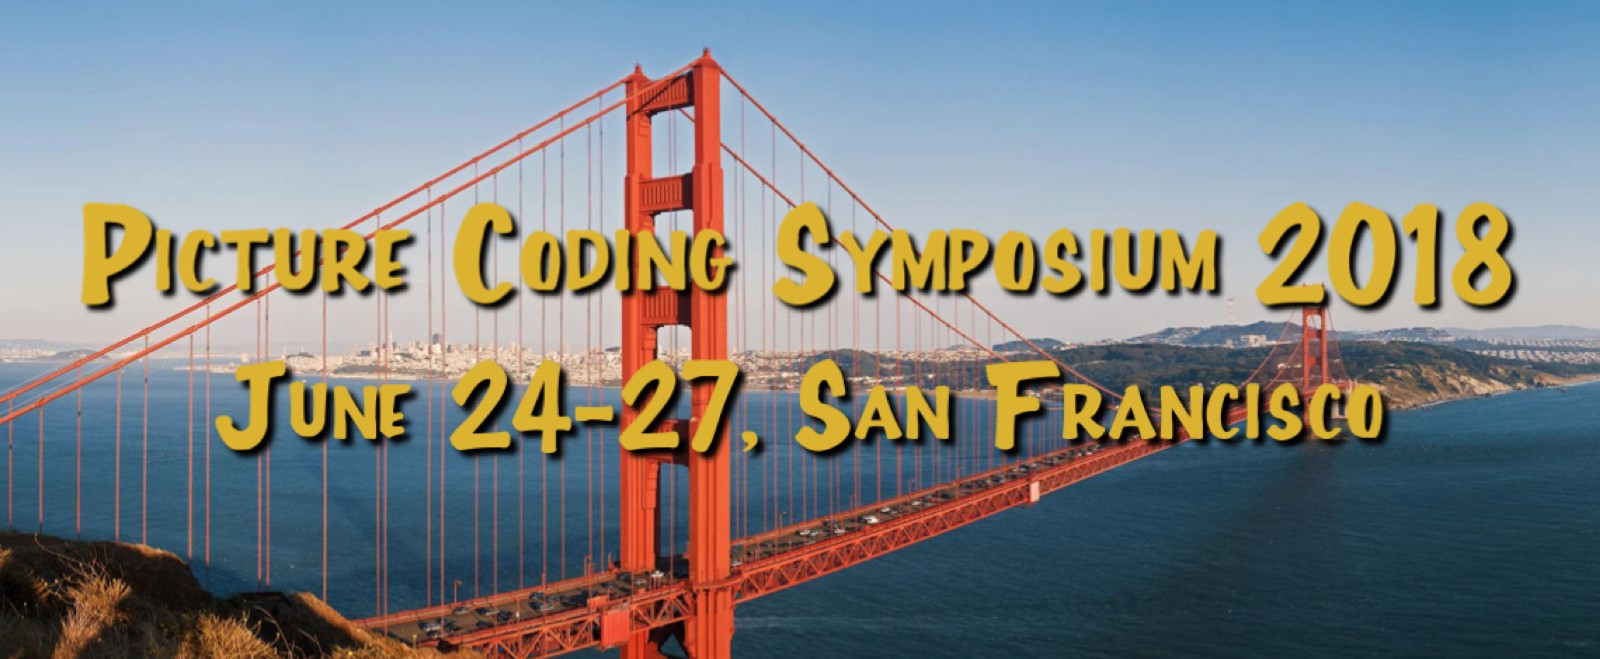 Picture Coding Symposium 2018
June 24-27, San Francisco